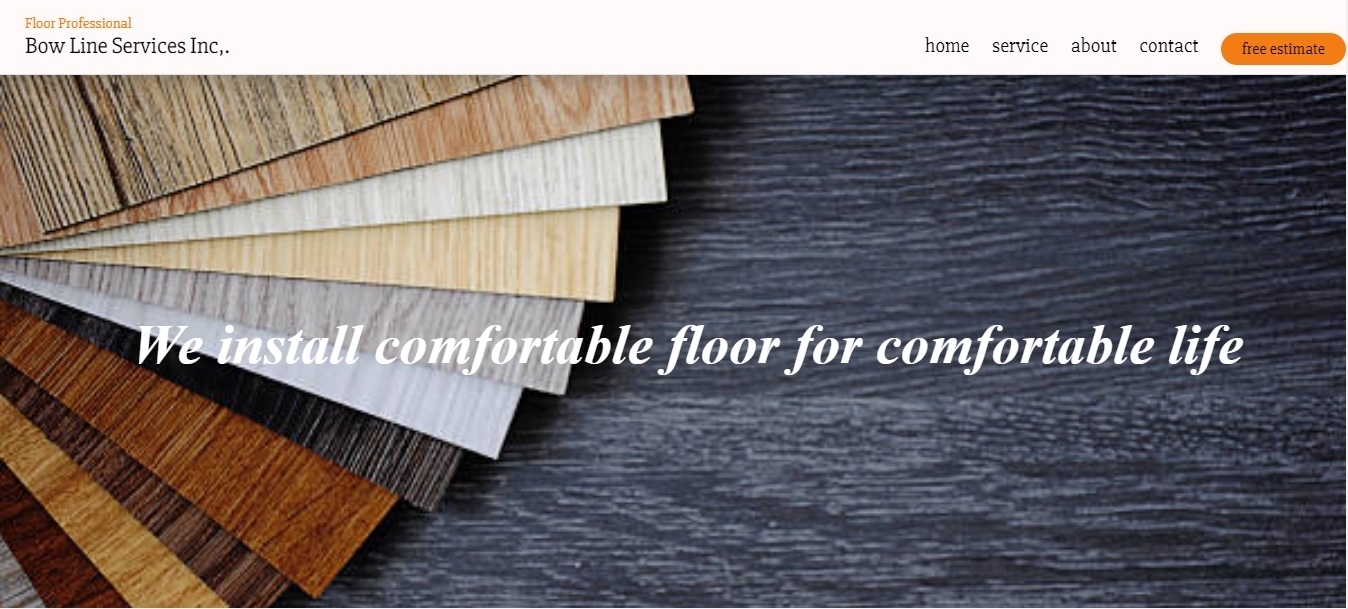 Floor Professional
Bow Line Services Inc,.
home service about contact free estimate
We install comfortable floor for comfortable life